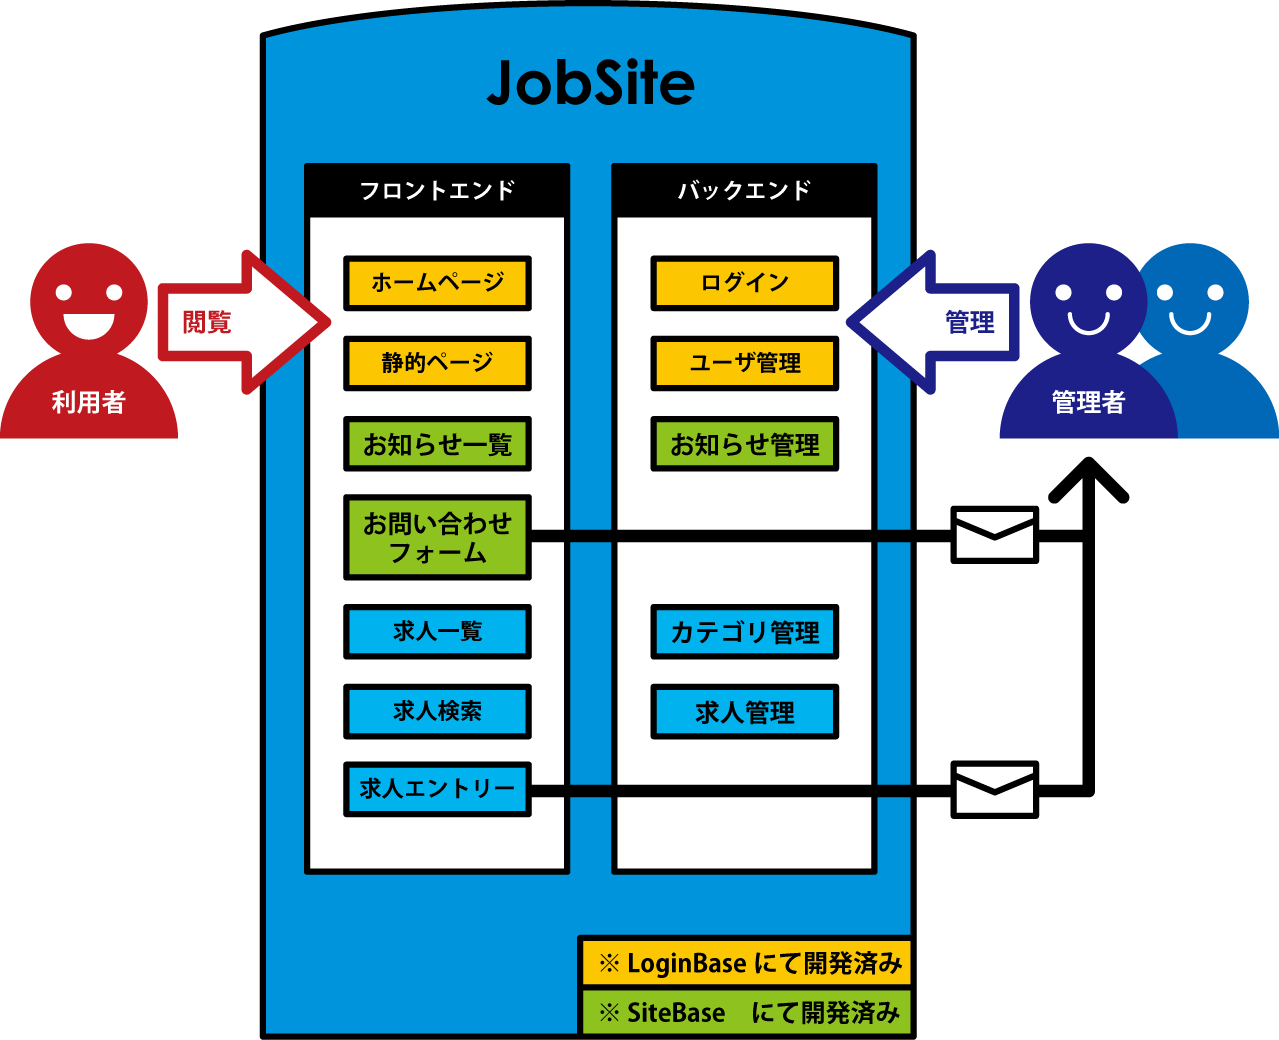 JobSite
フロントエンド
バックエンド
ホームページ
ログイン
閲覧
管理
静的ページ
ユーザ管理
利用者
管理者
お知らせ一覧
お知らせ管理
お問い合わせ
フォーム
求人一覧
カテゴリ管理
求人検索
求人管理
求人エントリー
※ LoginBase にて開発済み
※ SiteBase　にて開発済み